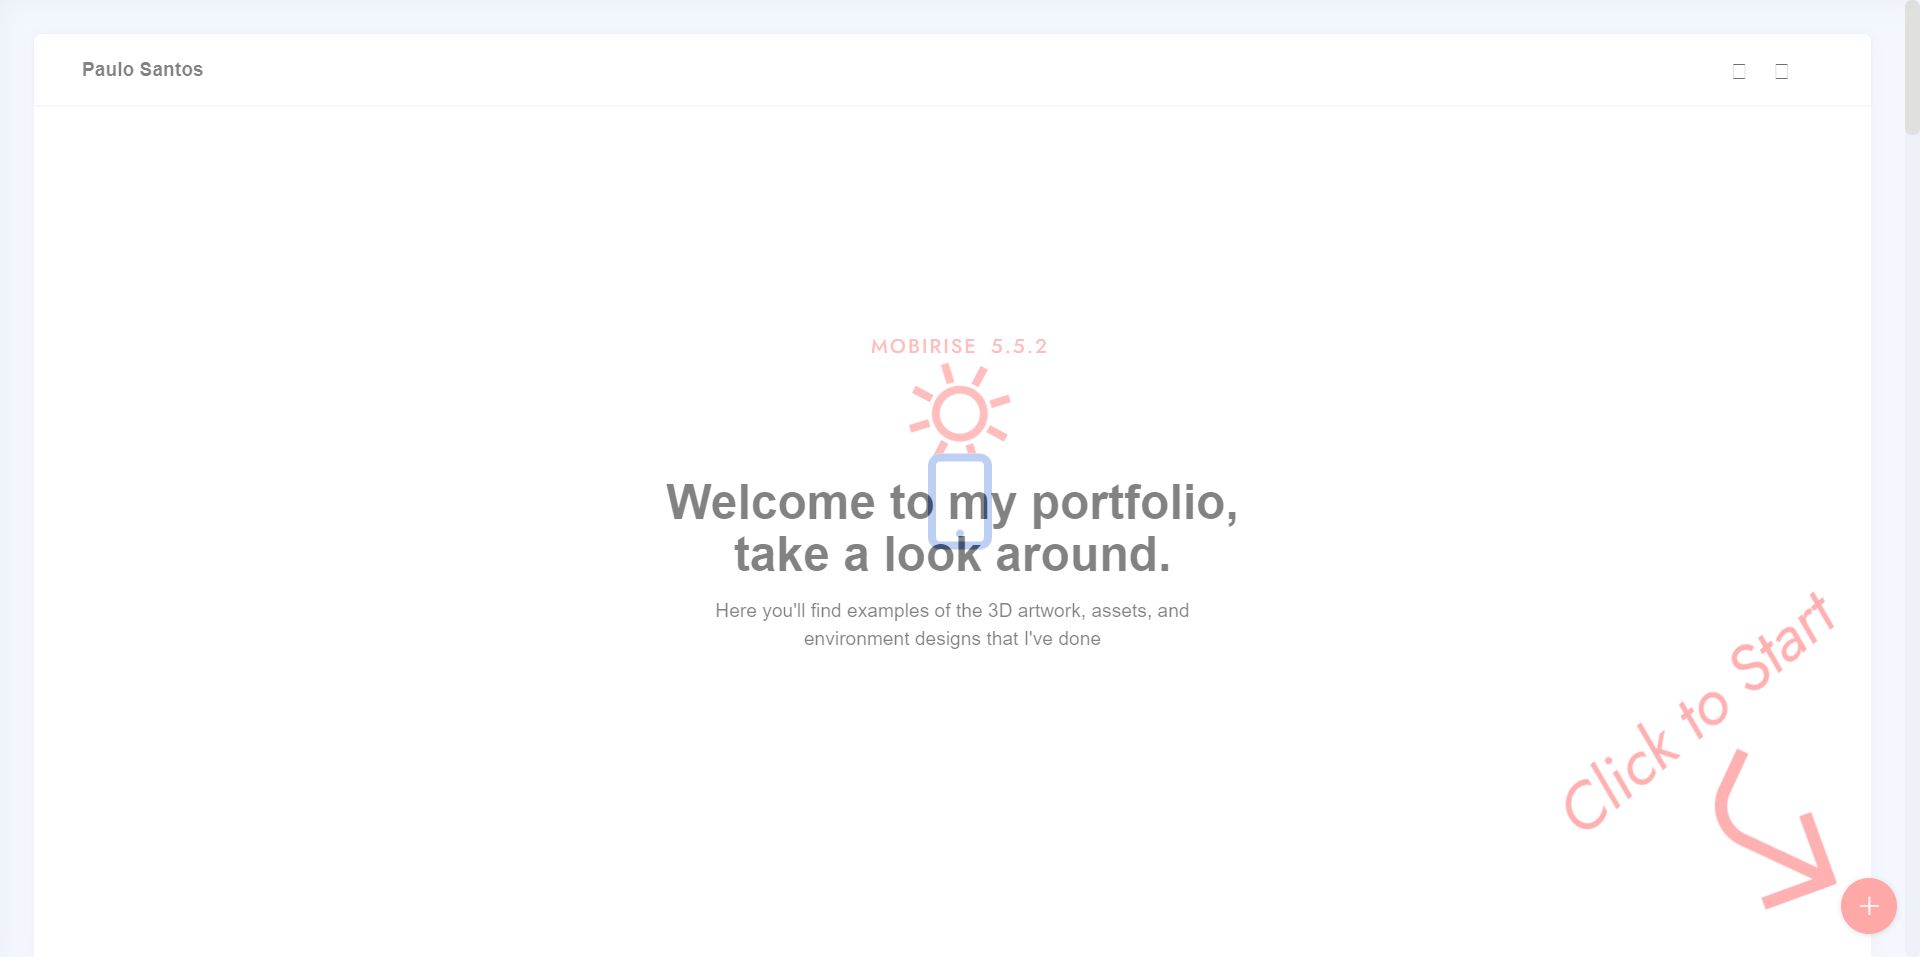 Paulo Santos
MOBIRISE 5.5.2
Welcome to my portfolio,
take a look around.
Here you'll find examples of the 3D artwork, assets, and
environment designs that I've done
Click to Start